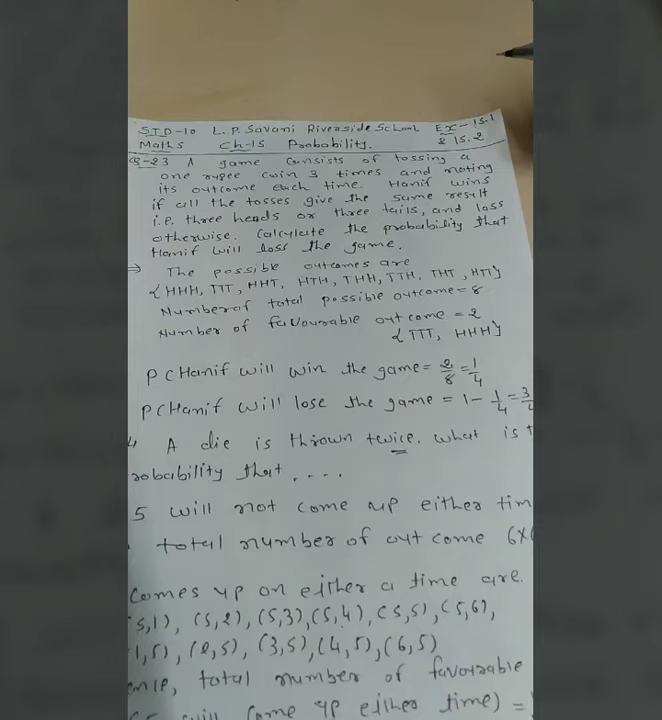 STD-10 L.P. Savani Riverside School Ex-15.1
Maths Ch-15 Probability. & 15.2
Q-23 A game consists of tossing a
one rupee coin 3 times and noting
its outcome each time. Hanif wins
if all the tosses give the same result
i.e. three heads or three tails, and loss
otherwise. Calculate the probability that
Hanif will loss the game.
⇒ The possible outcomes are
{HHH, TTT, HHT, HTH, THH, TTH, THT, HTT}
Number of total possible outcome = 8
Number of favourable outcome = 2
{TTT, HHH}
P(Hanif will win the game = 2/8 = 1/4
P(Hanif will lose the game = 1 - 1/4 = 3/4
4 A die is thrown twice. what is t
robability that ....
5 will not come up either tim
total number of out come 6×6
Comes up on either a time are.
5,1), (5,2), (5,3), (5,4), (5,5), (5,6),
1,5), (2,5), (3,5), (4,5), (6,5)
total number of favourable
will come up either time) =